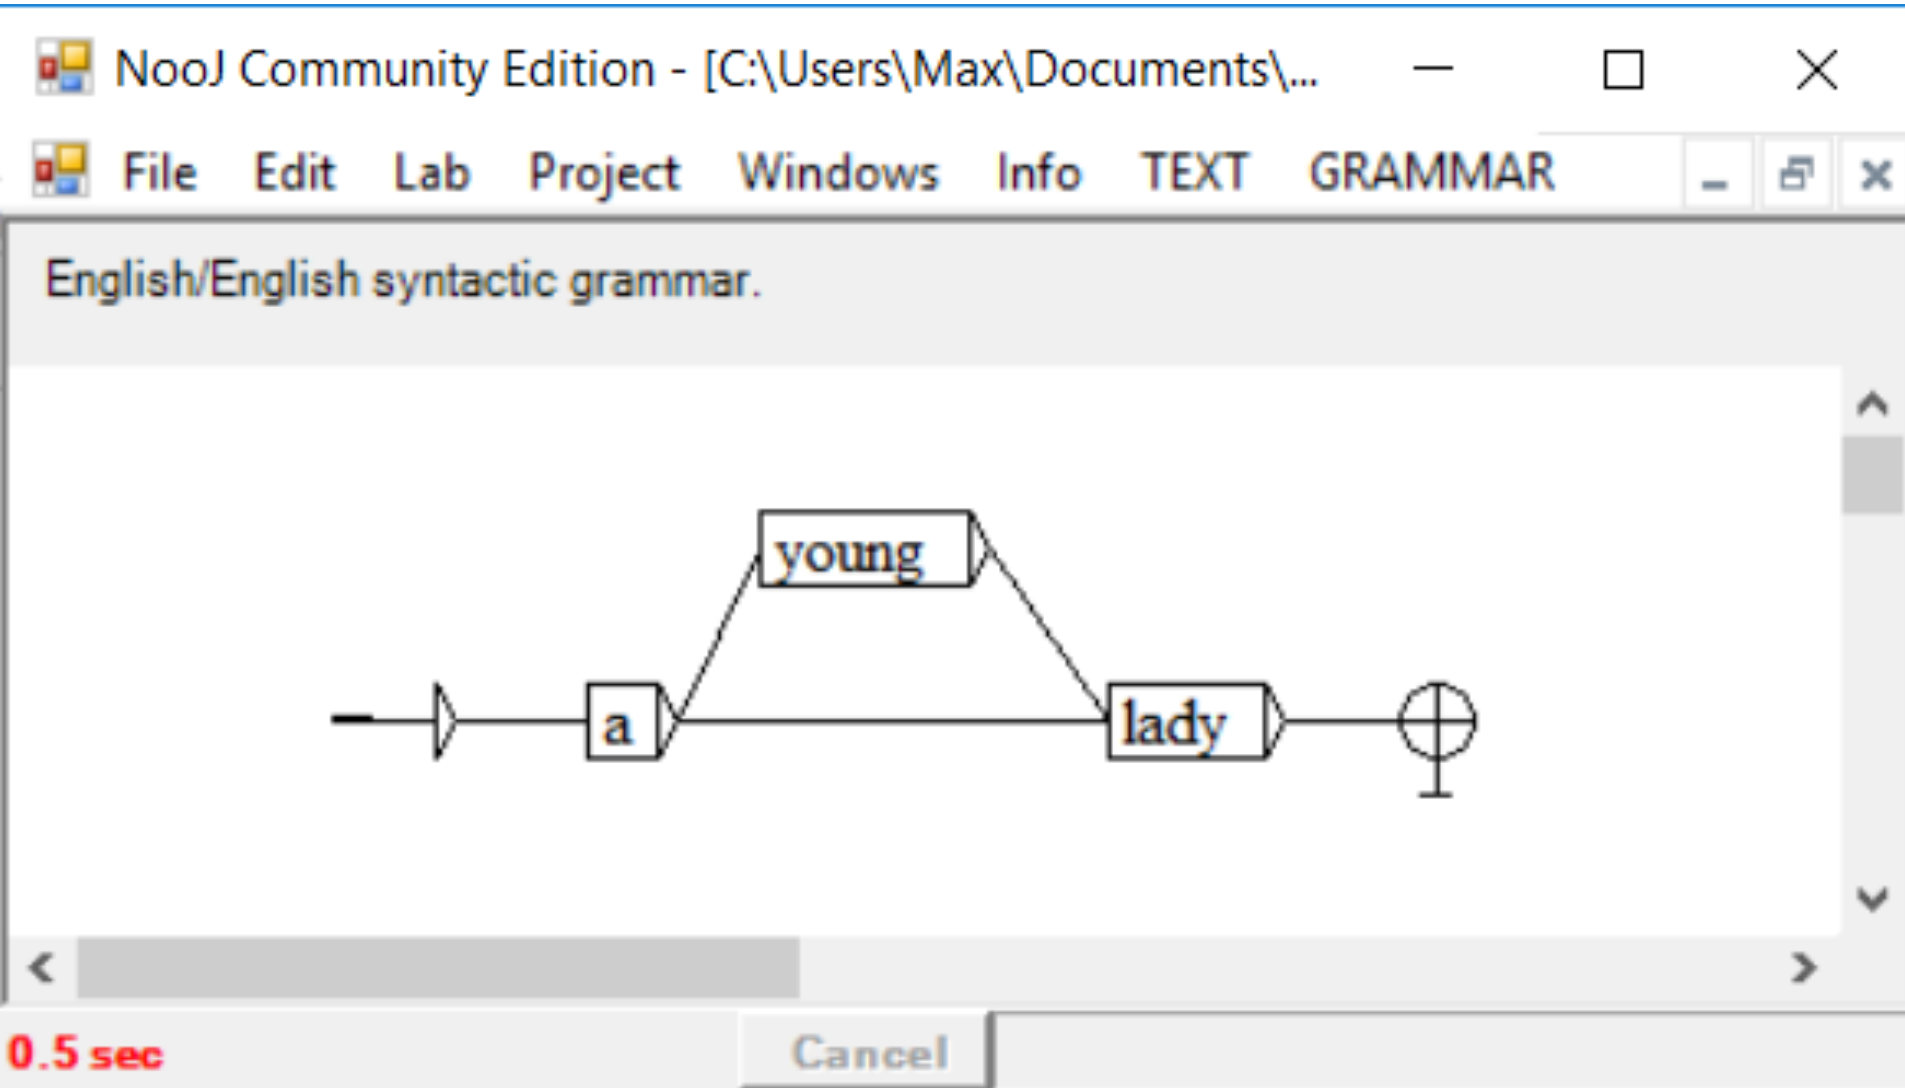 NooJ Community Edition - [C:\Users\Max\Documents\...
File Edit Lab Project Windows Info TEXT GRAMMAR
English/English syntactic grammar.
young
a lady
0.5 sec Cancel